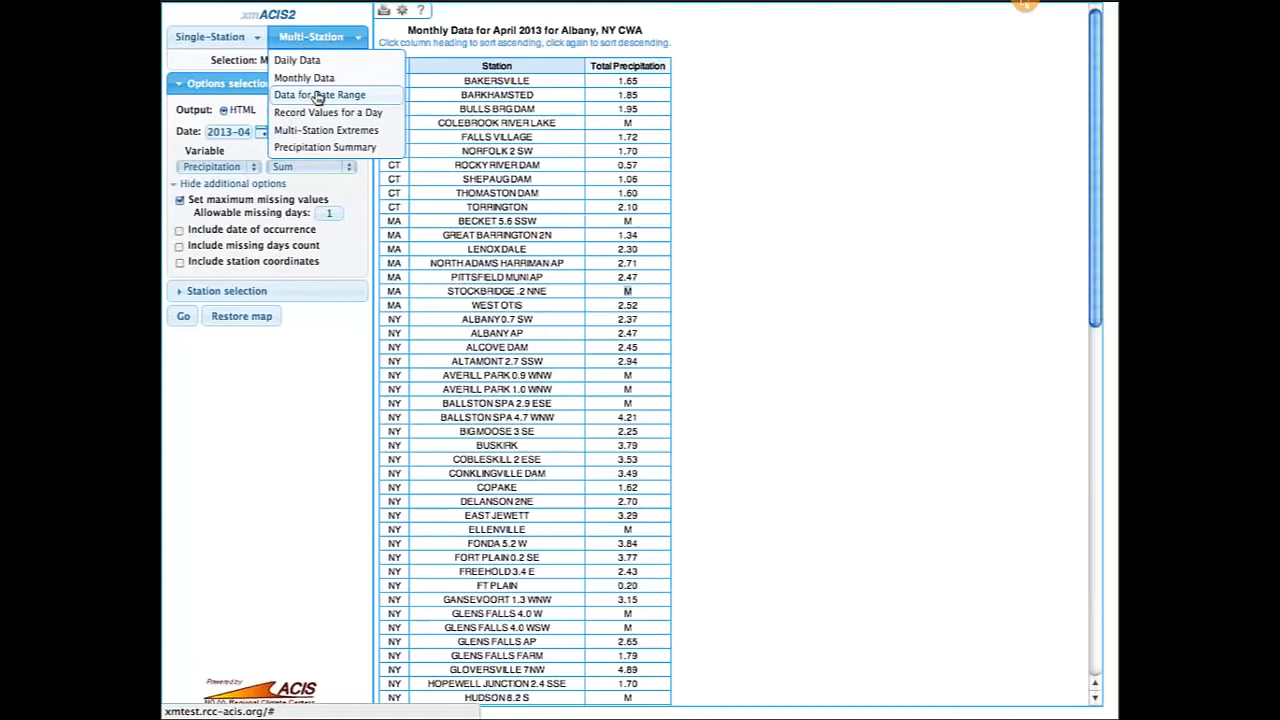 xmACIS2
Single-Station
Multi-Station
Selection: M
Daily Data
Monthly Data
Data for Date Range
Record Values for a Day
Multi-Station Extremes
Precipitation Summary
Options selectio
Output: HTML
Date: 2013-04
Variable
Precipitation Sum
Hide additional options
Set maximum missing values
Allowable missing days: 1
Include date of occurrence
Include missing days count
Include station coordinates
Station selection
Go Restore map
Powered by
ACIS
NOAA Regional Climate Centers
xmtest.rcc-acis.org/#
?
Monthly Data for April 2013 for Albany, NY CWA
Click column heading to sort ascending, click again to sort descending.
Station Total Precipitation
BAKERSVILLE 1.65
BARKHAMSTED 1.85
BULLS BRG DAM 1.95
COLEBROOK RIVER LAKE M
FALLS VILLAGE 1.72
NORFOLK 2 SW 1.70
CT ROCKY RIVER DAM 0.57
CT SHEPAUG DAM 1.06
CT THOMASTON DAM 1.60
CT TORRINGTON 2.10
MA BECKET 5.6 SSW M
MA GREAT BARRINGTON 2N 1.34
MA LENOX DALE 2.30
MA NORTH ADAMS HARRIMAN AP 2.71
MA PITTSFIELD MUNI AP 2.47
MA STOCKBRIDGE .2 NNE M
MA WEST OTIS 2.52
NY ALBANY 0.7 SW 2.37
NY ALBANY AP 2.47
NY ALCOVE DAM 2.45
NY ALTAMONT 2.7 SSW 2.94
NY AVERILL PARK 0.9 WNW M
NY AVERILL PARK 1.0 WNW M
NY BALLSTON SPA 2.9 ESE M
NY BALLSTON SPA 4.7 WNW 4.21
NY BIG MOOSE 3 SE 2.25
NY BUSKIRK 3.79
NY COBLESKILL 2 ESE 3.53
NY CONKLINGVILLE DAM 3.49
NY COPAKE 1.62
NY DELANSON 2NE 2.70
NY EAST JEWETT 3.29
NY ELLENVILLE M
NY FONDA 5.2 W 3.84
NY FORT PLAIN 0.2 SE 3.77
NY FREEHOLD 3.4 E 2.43
NY FT PLAIN 0.20
NY GANSEVOORT 1.3 WNW 3.15
NY GLENS FALLS 4.0 W M
NY GLENS FALLS 4.0 WSW M
NY GLENS FALLS AP 2.65
NY GLENS FALLS FARM 1.79
NY GLOVERSVILLE 7NW 4.89
NY HOPEWELL JUNCTION 2.4 SSE 1.70
NY HUDSON 8.2 S M